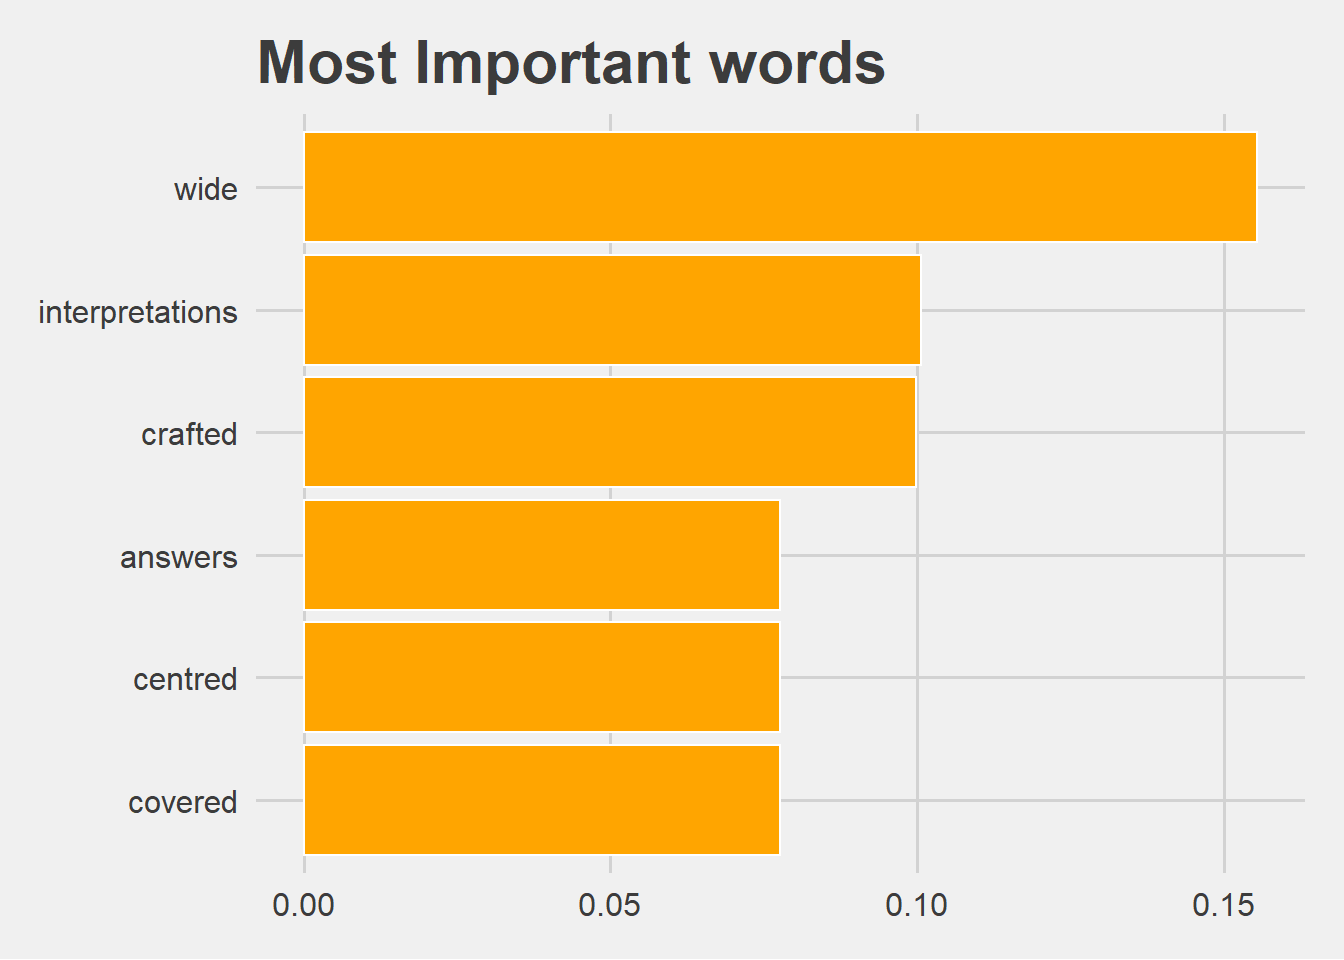 Most Important words
wide
interpretations
crafted
answers
centred
covered
0.00 0.05 0.10 0.15